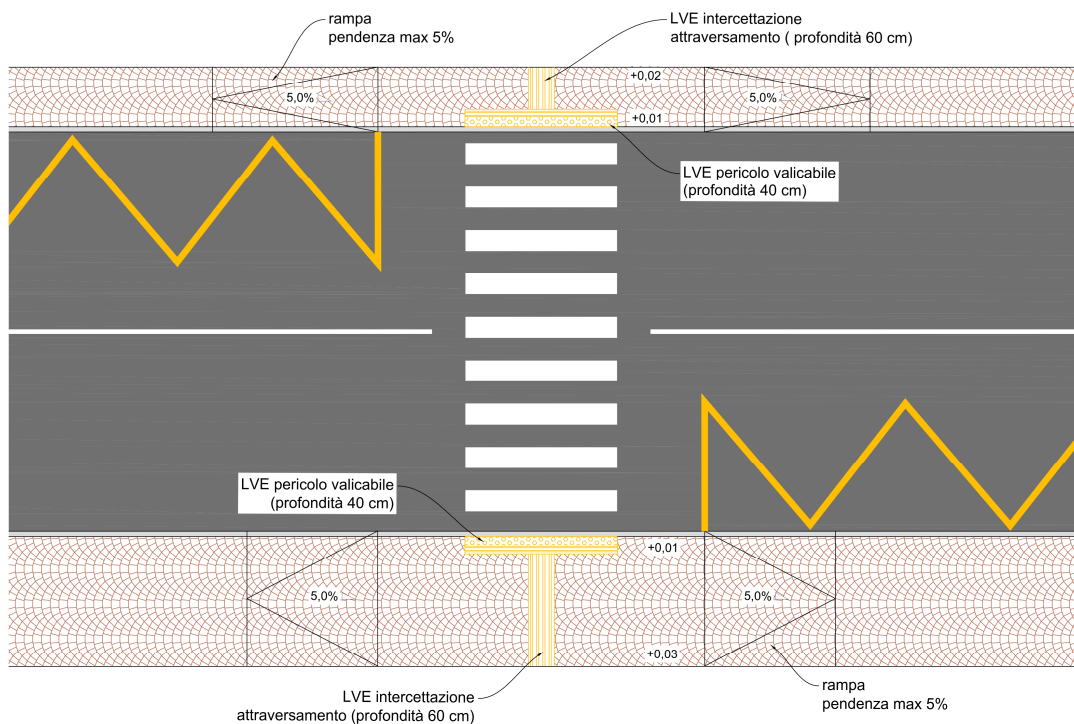 rampa
pendenza max 5%
LVE intercettazione
attraversamento ( profondità 60 cm)
+0,02
5,0%
5,0%
+0,01
LVE pericolo valicabile
(profondità 40 cm)
LVE pericolo valicabile
(profondità 40 cm)
+0,01
5,0%
5,0%
+0,03
LVE intercettazione
attraversamento (profondità 60 cm)
rampa
pendenza max 5%